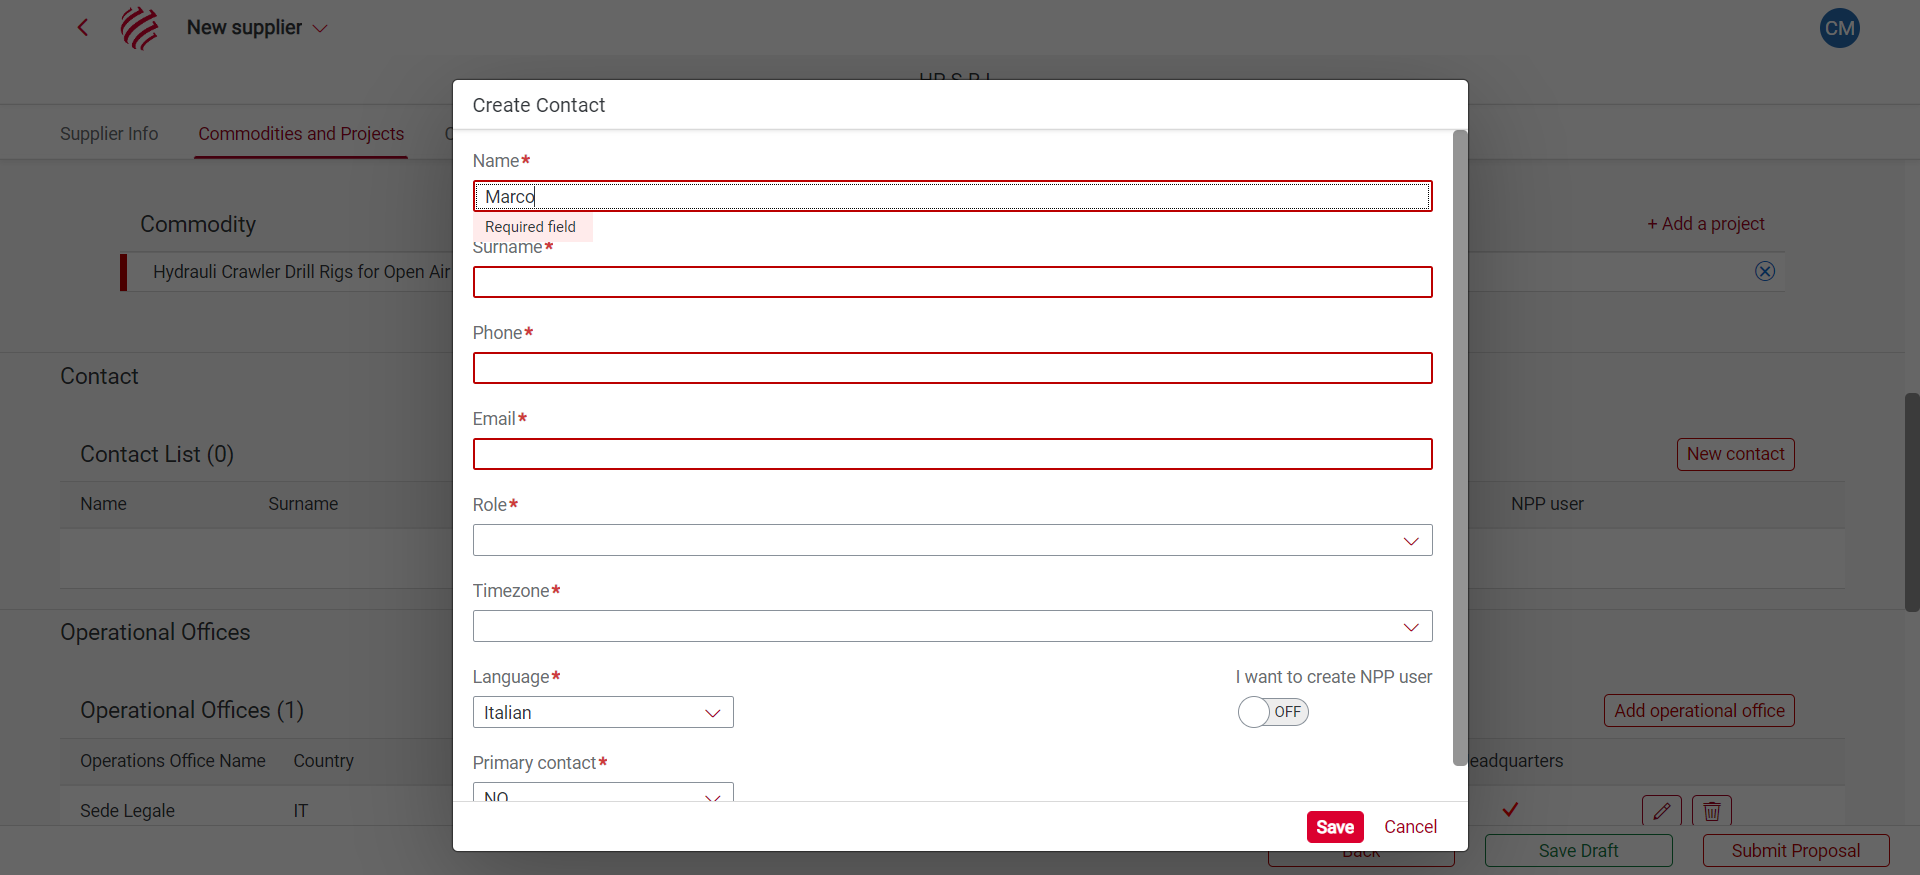 New supplier
CM
Create Contact
Supplier Info
Commodities and Projects
Name*
Marco
Required field
Surname*
Commodity
+ Add a project
Hydrauli Crawler Drill Rigs for Open Air
Phone*
Contact
Email*
Contact List (0)
New contact
Name Surname NPP user
Role*
Timezone*
Operational Offices
Language*
I want to create NPP user
Italian
OFF
Operational Offices (1)
Add operational office
Operations Office Name Country eadquarters
Primary contact*
NO
Sede Legale IT
Save Cancel
Back
Save Draft
Submit Proposal